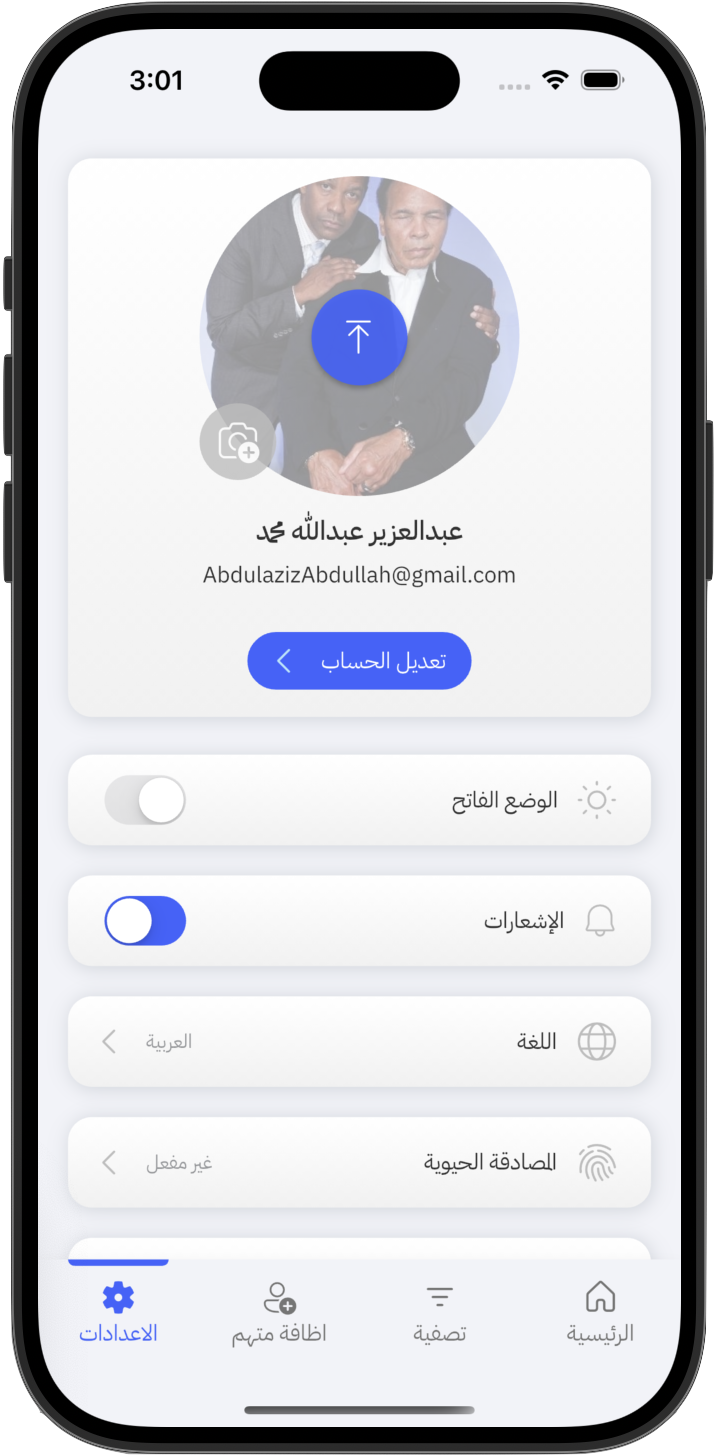 3:01
عبدالعزير عبدالله محمد
AbdulazizAbdullah@gmail.com
تعديل الحساب
الوضع الفاتح
الإشعارات
اللغة العربية
المصادقة الحيوية غير مفعل
الرئيسية تصفية اظافة متهم الاعدادات